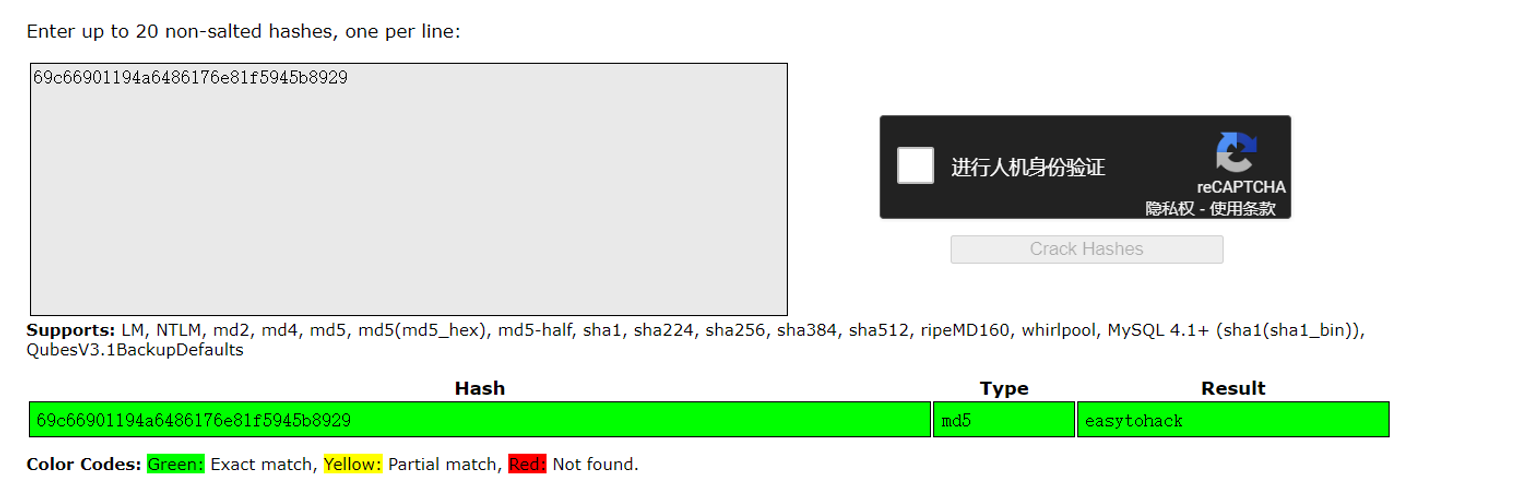 Enter up to 20 non-salted hashes, one per line:
69c66901194a6486176e81f5945b8929
进行人机身份验证
reCAPTCHA
隐私权 - 使用条款
Crack Hashes
Supports: LM, NTLM, md2, md4, md5, md5(md5_hex), md5-half, sha1, sha224, sha256, sha384, sha512, ripeMD160, whirlpool, MySQL 4.1+ (sha1(sha1_bin)),
QubesV3.1BackupDefaults
Hash Type Result
69c66901194a6486176e81f5945b8929 md5 easytohack
Color Codes: Green: Exact match, Yellow: Partial match, Red: Not found.